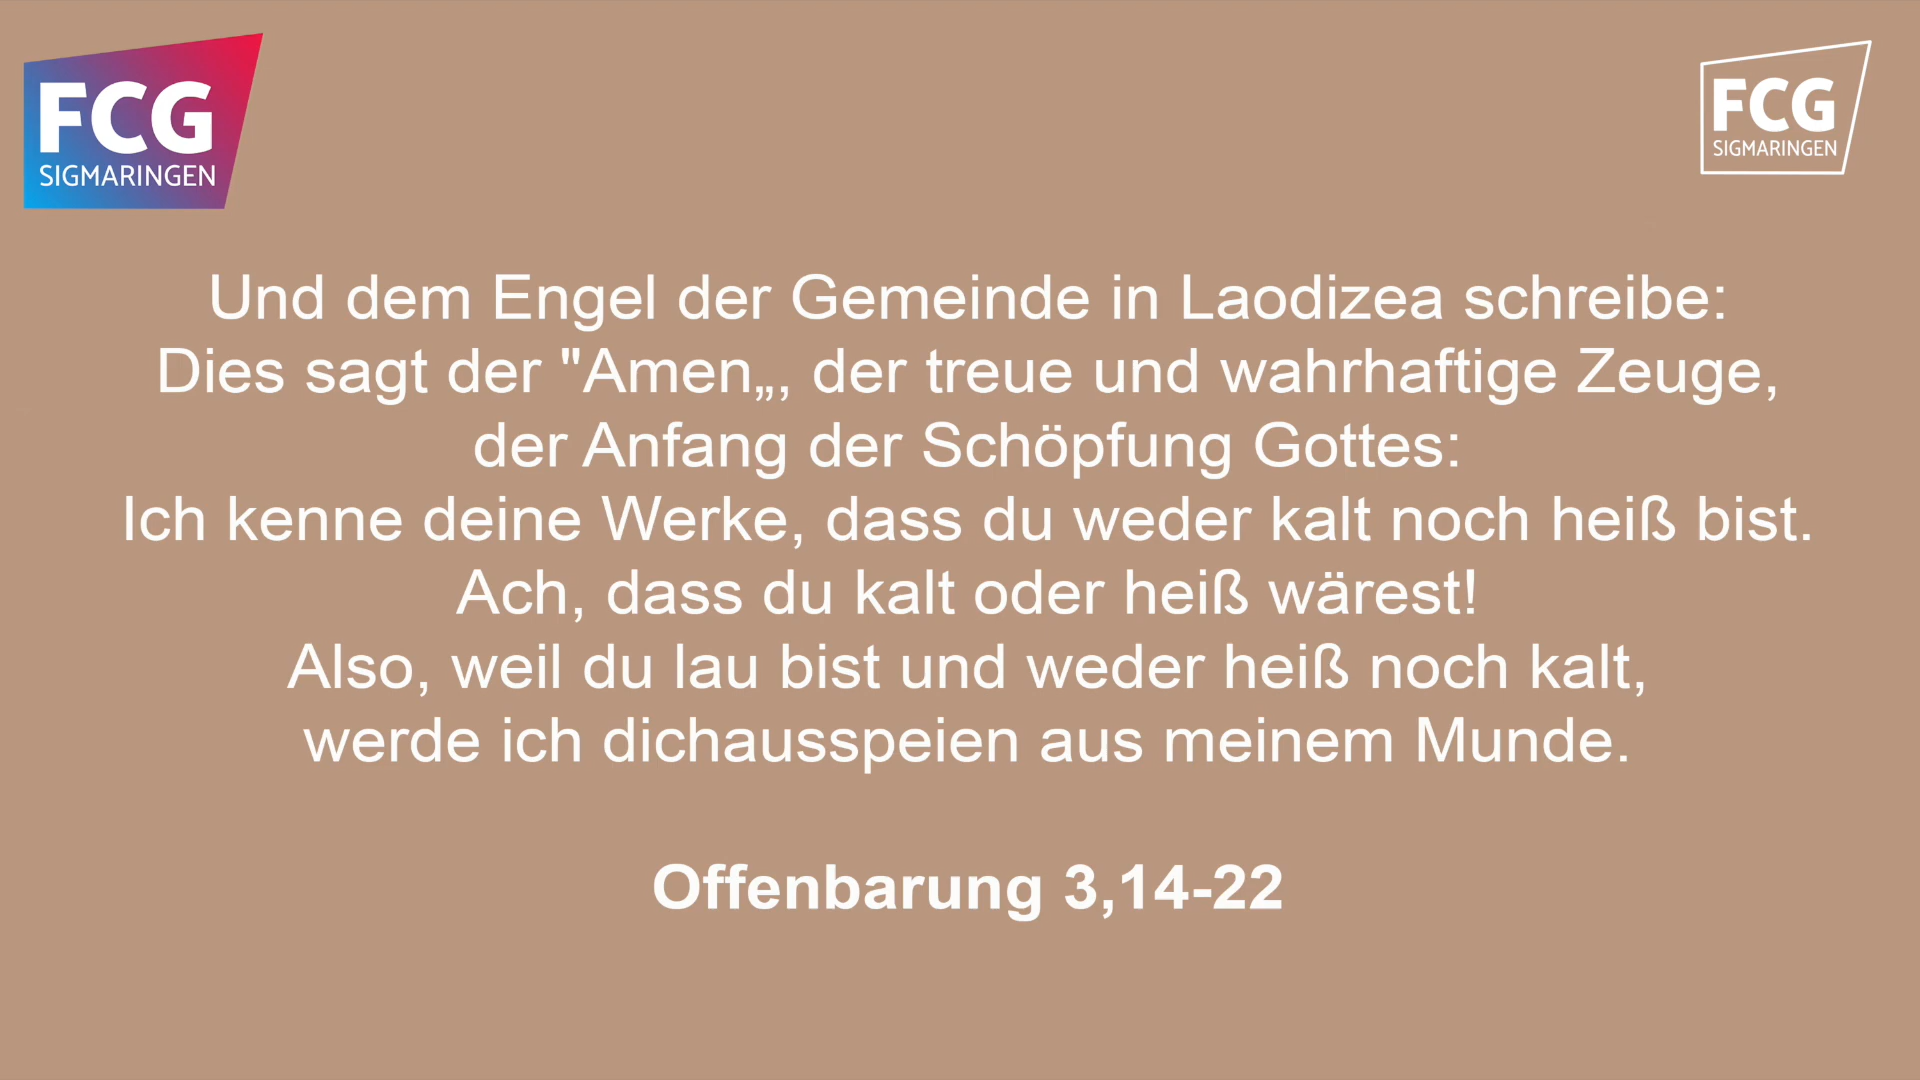 FCG
SIGMARINGEN
FCG
SIGMARINGEN
Und dem Engel der Gemeinde in Laodizea schreibe:
Dies sagt der "Amen„, der treue und wahrhaftige Zeuge,
der Anfang der Schöpfung Gottes:
Ich kenne deine Werke, dass du weder kalt noch heiß bist.
Ach, dass du kalt oder heiß wärest!
Also, weil du lau bist und weder heiß noch kalt,
werde ich dichausspeien aus meinem Munde.
Offenbarung 3,14-22